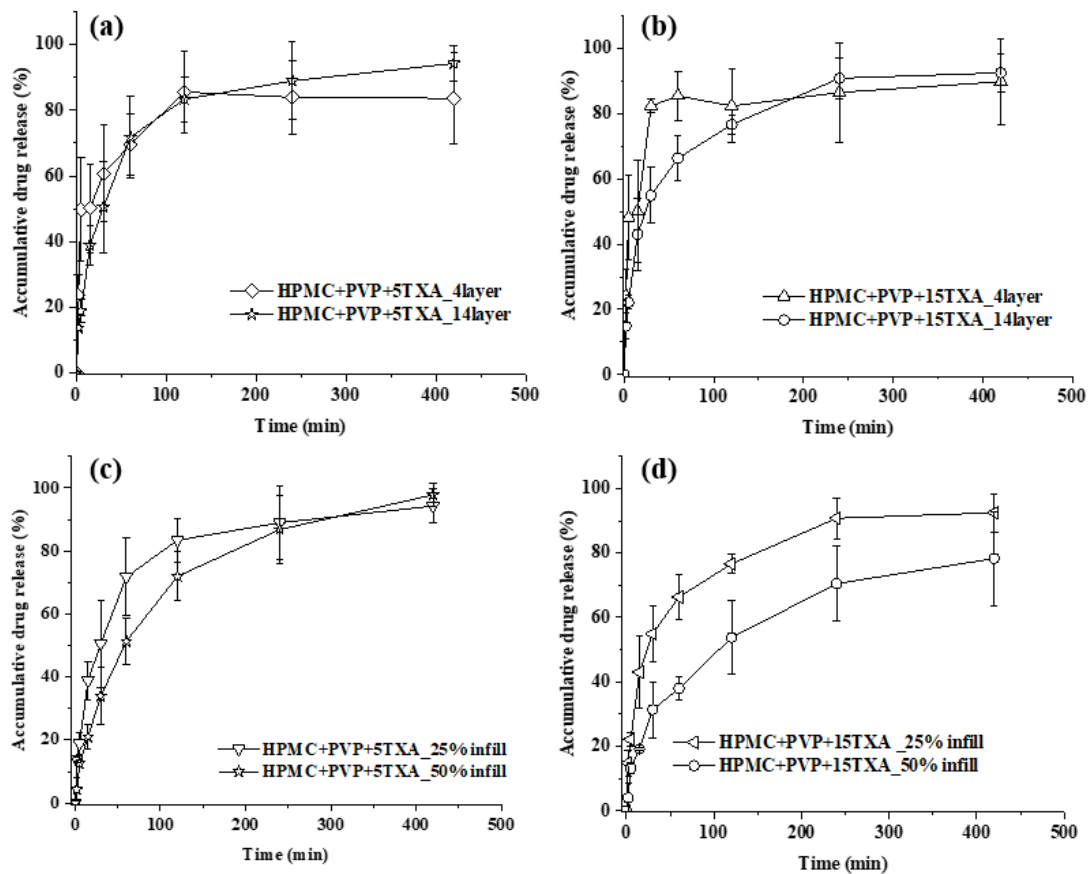 (a)
Accumulative drug release (%)
100
80
60
40
20
0
HPMC+PVP+5TXA_4layer
HPMC+PVP+5TXA_14layer
0 100 200 300 400 500
Time (min)
(b)
Accumulative drug release (%)
100
80
60
40
20
0
HPMC+PVP+15TXA_4layer
HPMC+PVP+15TXA_14layer
0 100 200 300 400 500
Time (min)
(c)
Accumulative drug release (%)
100
80
60
40
20
0
HPMC+PVP+5TXA_25% infill
HPMC+PVP+5TXA_50% infill
0 100 200 300 400 500
Time (min)
(d)
Accumulative drug release (%)
100
80
60
40
20
0
HPMC+PVP+15TXA _25% infill
HPMC+PVP+15TXA_50% infill
0 100 200 300 400 500
Time (min)